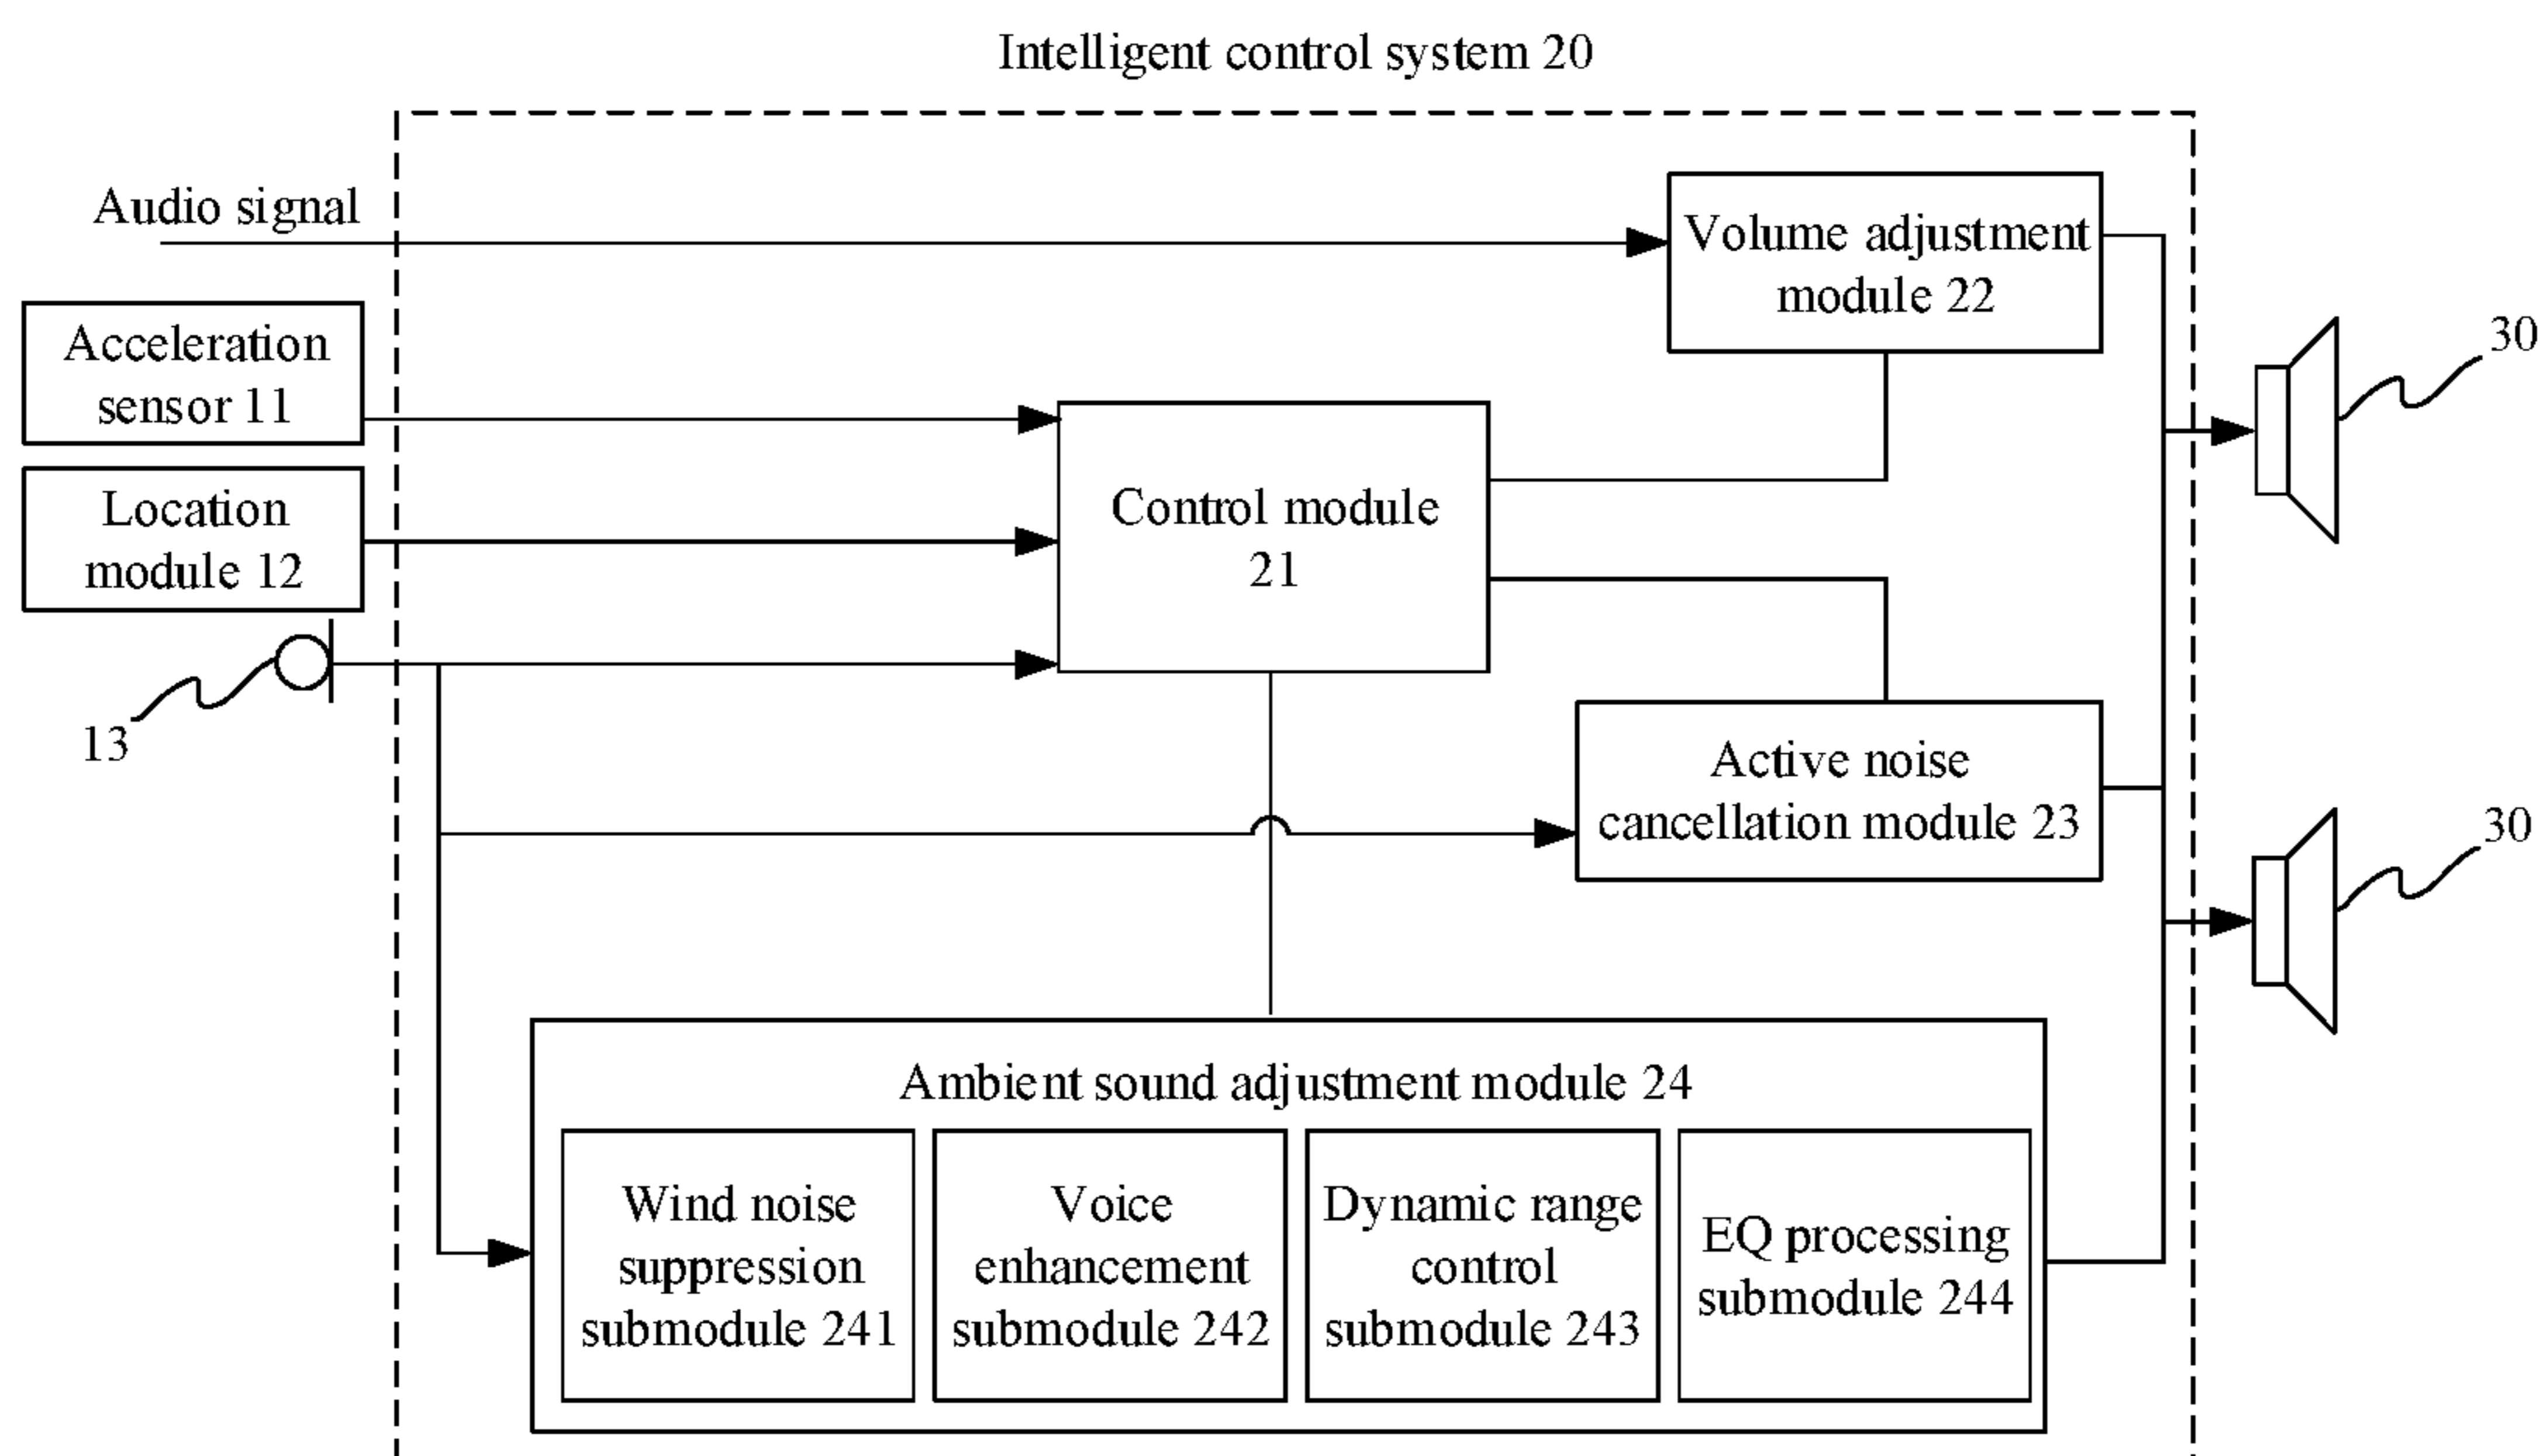 Intelligent control system 20
Audio signal
Volume adjustment
module 22
Acceleration
sensor 11
30
Location
module 12
Control module
21
13
Active noise
cancellation module 23
30
Ambient sound adjustment module 24
Wind noise
suppression
submodule 241
Voice
enhancement
submodule 242
Dynamic range
control
submodule 243
EQ processing
submodule 244